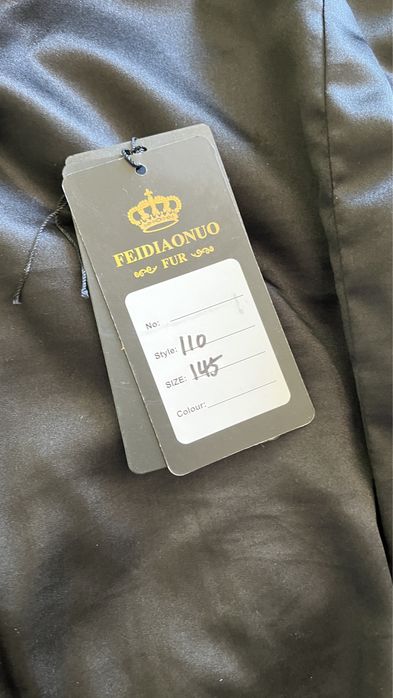 FEIDIAONUO
FUR
No:
Style: 110
SIZE: 145
Colour: